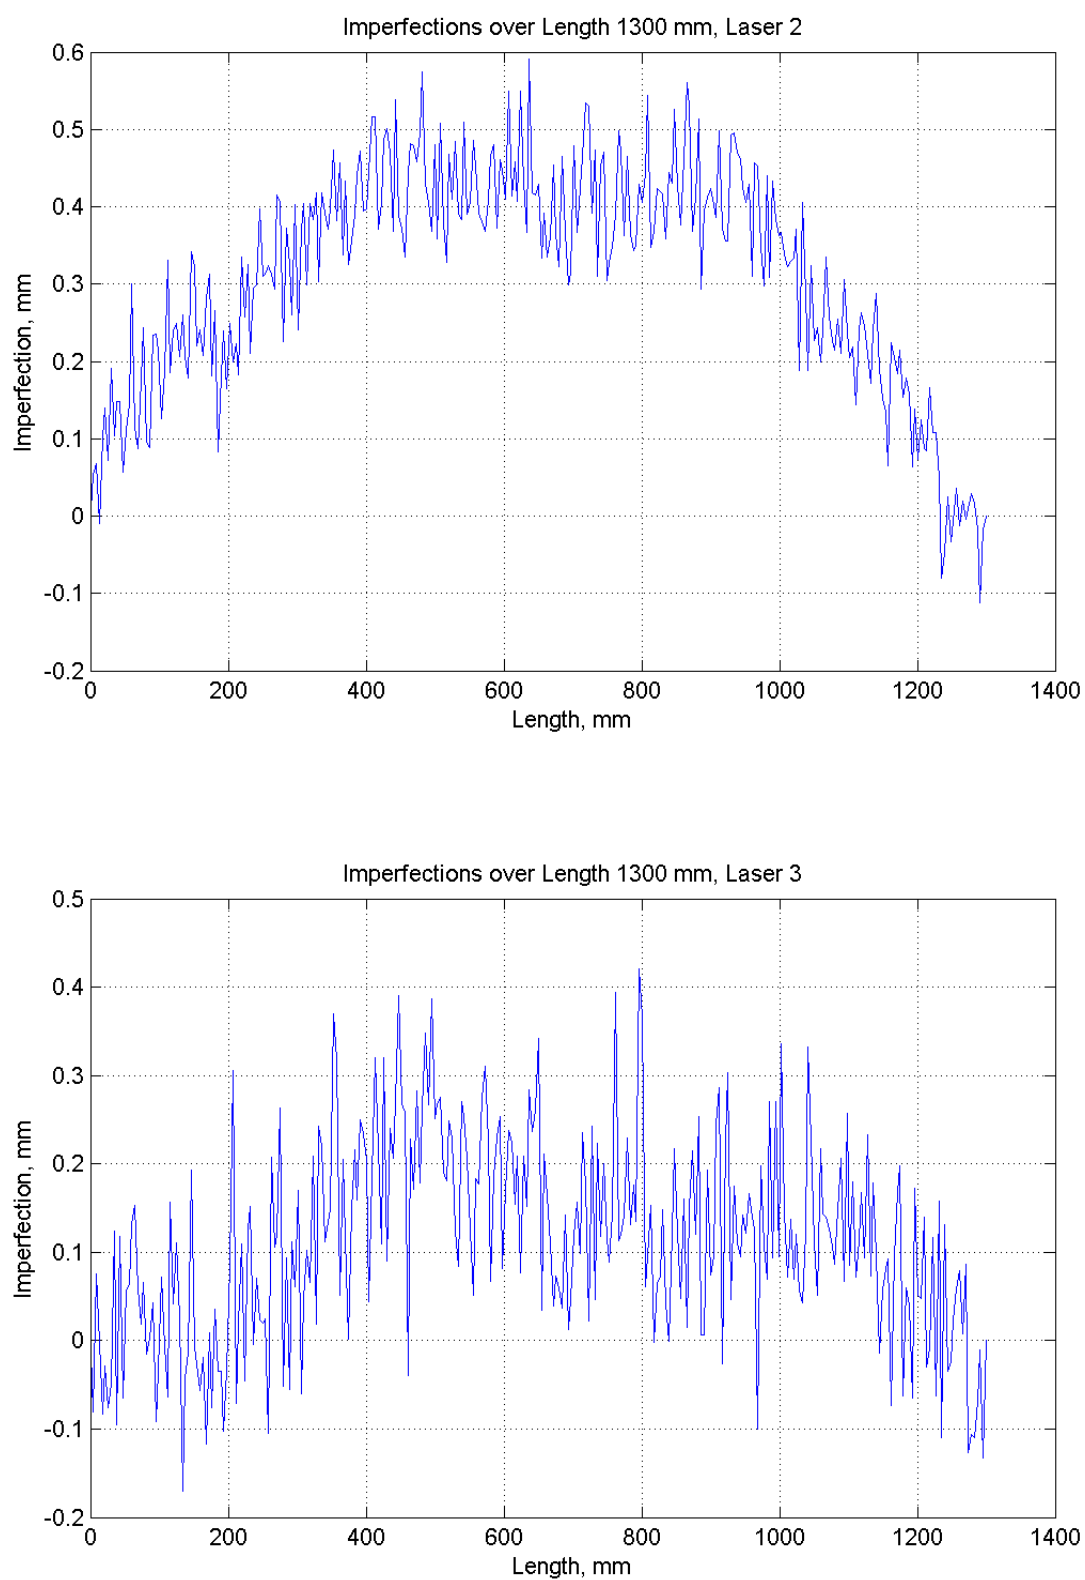 Imperfections over Length 1300 mm, Laser 2
0.6
0.5
0.4
0.3
0.2
0.1
0
-0.1
-0.2
Imperfection, mm
0 200 400 600 800 1000 1200 1400
Length, mm
Imperfections over Length 1300 mm, Laser 3
0.5
0.4
0.3
0.2
0.1
0
-0.1
-0.2
Imperfection, mm
0 200 400 600 800 1000 1200 1400
Length, mm